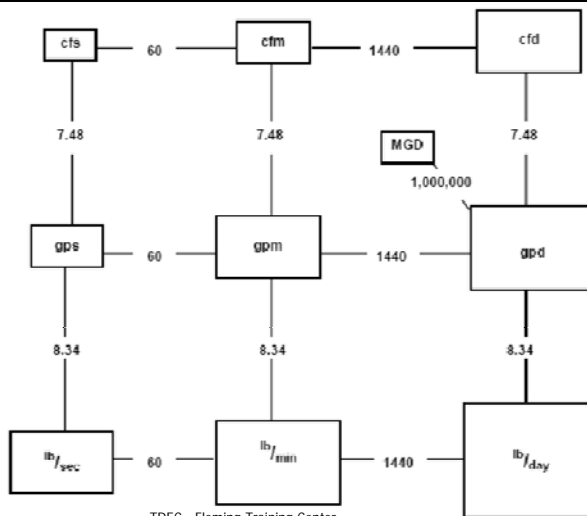 cfs 60 cfm 1440 cfd
7.48 7.48 7.48
MGD
1,000,000
gps 60 gpm 1440 gpd
8.34 8.34 8.34
lb/sec 60 lb/min 1440 lb/day
TDEC - Fleming Training Center